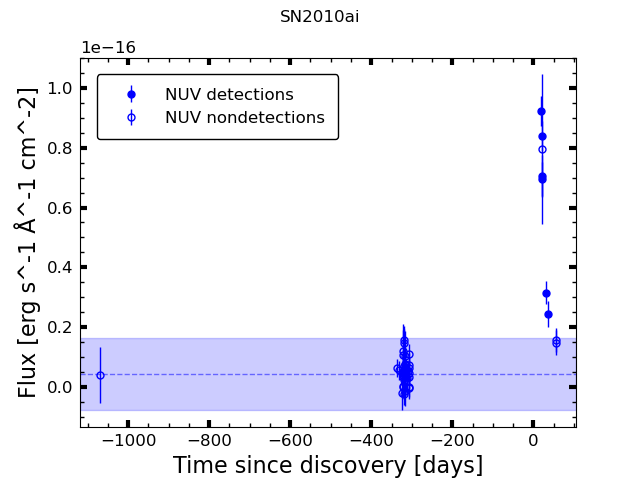 SN2010ai
1e−16
NUV detections
NUV nondetections
1.0
0.8
0.6
0.4
0.2
0.0
Flux [erg s^-1 Å^-1 cm^-2]
−1000 −800 −600 −400 −200 0
Time since discovery [days]